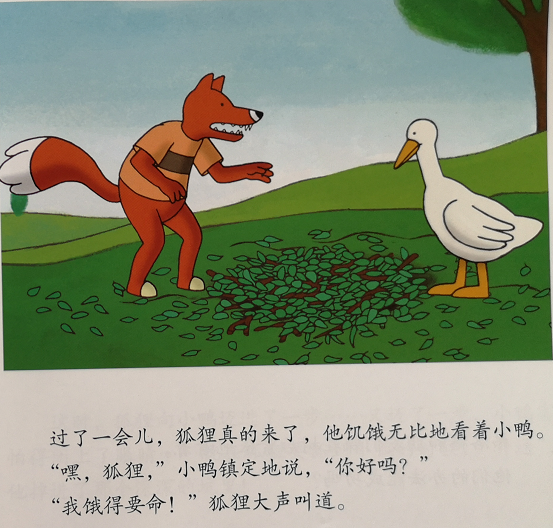 过了一会儿，狐狸真的来了，他饥饿无比地看着小鸭。
“嘿，狐狸，”小鸭镇定地说，“你好吗？”
“我饿得要命！”狐狸大声叫道。